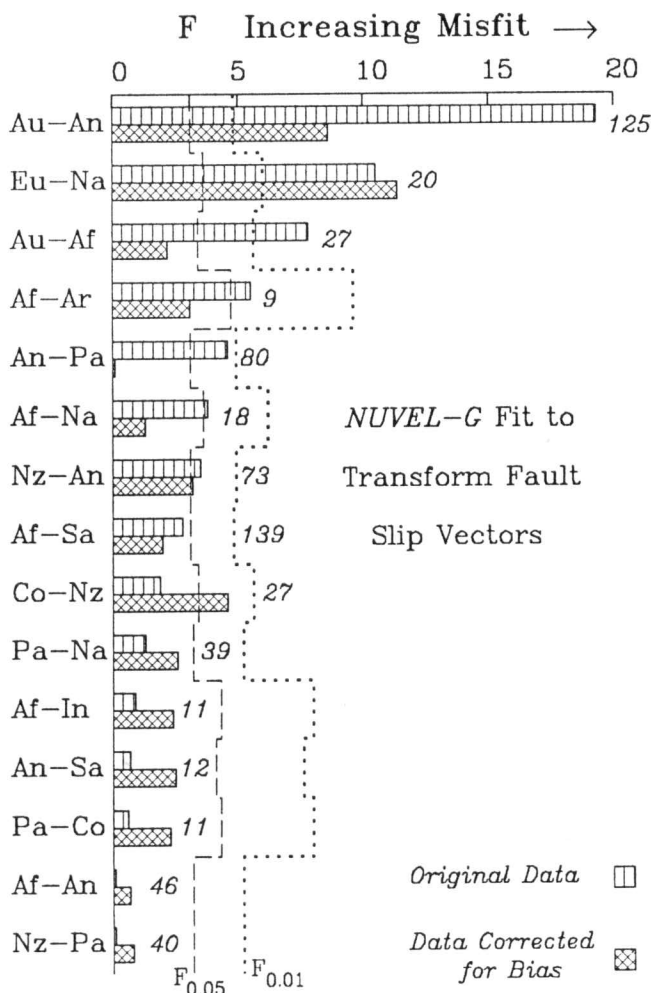 F Increasing Misfit →
0 5 10 15 20
Au-An 125
Eu-Na 20
Au-Af 27
Af-Ar 9
An-Pa 80
Af-Na 18
NUVEL-G Fit to
Nz-An 73
Transform Fault
Af-Sa 139
Slip Vectors
Co-Nz 27
Pa-Na 39
Af-In 11
An-Sa 12
Pa-Co 11
Af-An 46
Original Data
Nz-Pa 40
Data Corrected
for Bias
F0.05 F0.01